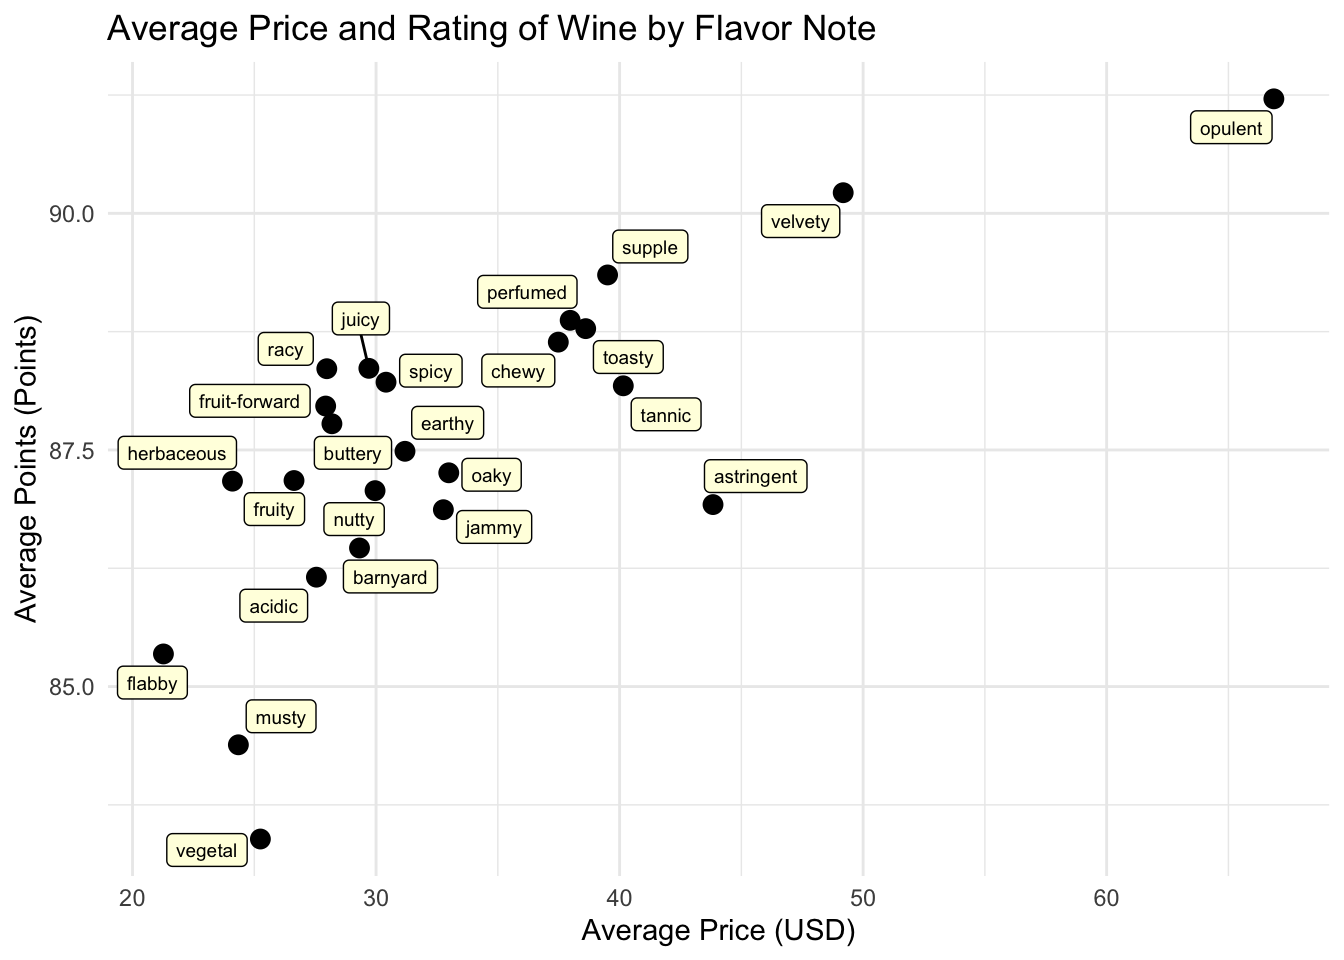 Average Price and Rating of Wine by Flavor Note
Average Points (Points)
90.0
87.5
85.0
opulent
velvety
supple
perfumed
juicy
racy
toasty
chewy
spicy
fruit-forward
tannic
earthy
herbaceous
buttery
oaky
astringent
fruity
nutty
jammy
barnyard
acidic
flabby
musty
vegetal
20
30
40
50
60
Average Price (USD)